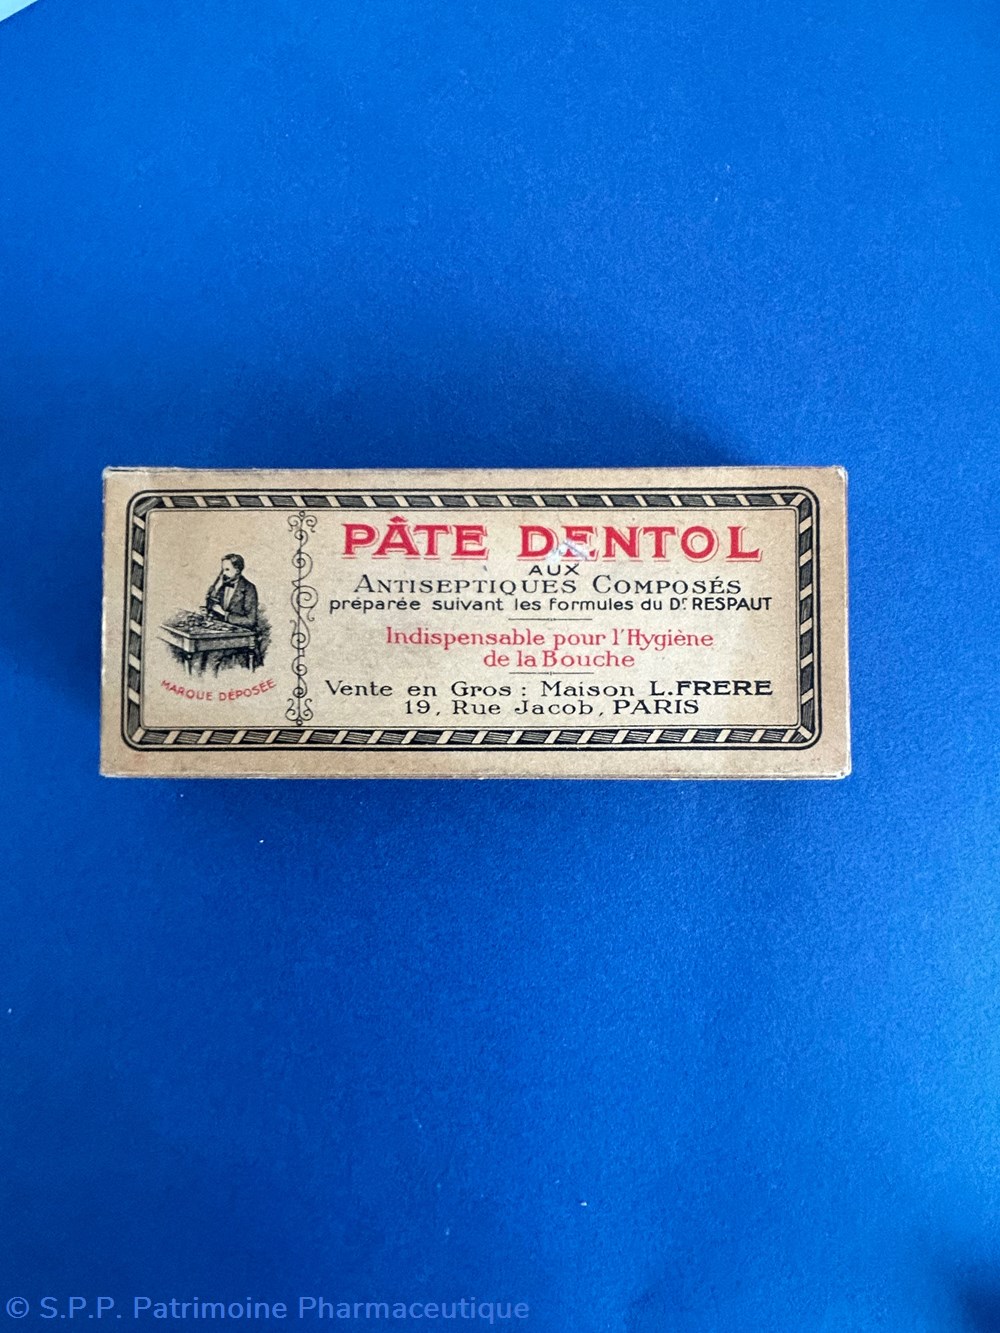 PÂTE DENTOL
AUX
ANTISEPTIQUES COMPOSÉS
préparée suivant les formules du Dr RESPAUT
Indispensable pour l'Hygiène
de la Bouche
Vente en Gros : Maison L. FRERE
19, Rue Jacob, PARIS
MARQUE DÉPOSÉE
© S.P.P. Patrimoine Pharmaceutique